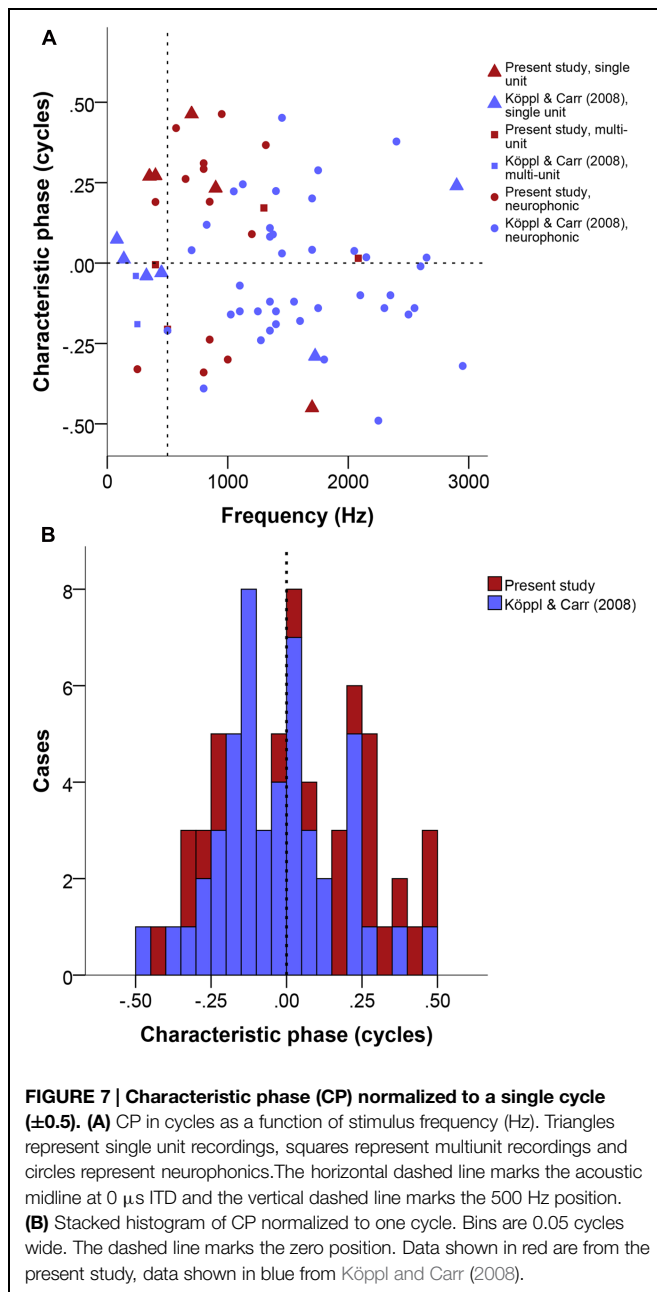 A
Characteristic phase (cycles)
.50
.25
.00
-.25
-.50
0
1000
2000
3000
Frequency (Hz)
Present study, single
unit
Köppl & Carr (2008),
single unit
Present study, multi-
unit
Köppl & Carr (2008),
multi-unit
Present study,
neurophonic
Köppl & Carr (2008),
neurophonic
B
Cases
8
6
4
2
0
-.50
-.25
.00
.25
.50
Characteristic phase (cycles)
Present study
Köppl & Carr (2008)
FIGURE 7 | Characteristic phase (CP) normalized to a single cycle
(±0.5). (A) CP in cycles as a function of stimulus frequency (Hz). Triangles
represent single unit recordings, squares represent multiunit recordings and
circles represent neurophonics.The horizontal dashed line marks the acoustic
midline at 0 μs ITD and the vertical dashed line marks the 500 Hz position.
(B) Stacked histogram of CP normalized to one cycle. Bins are 0.05 cycles
wide. The dashed line marks the zero position. Data shown in red are from the
present study, data shown in blue from Köppl and Carr (2008).